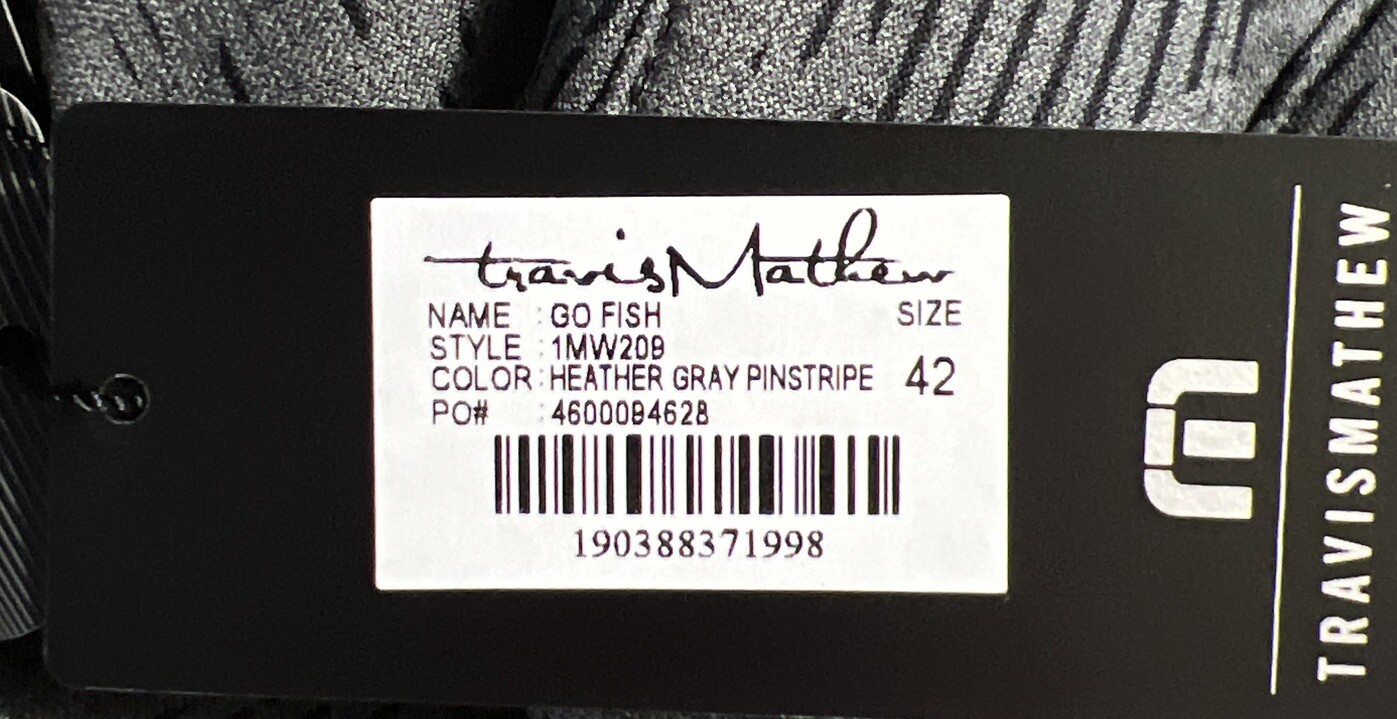 travisMathew
NAME : GO FISH
SIZE
STYLE : 1MW209
COLOR : HEATHER GRAY PINSTRIPE
42
PO# : 4600094628
190388371998
TRAVISMATHEW